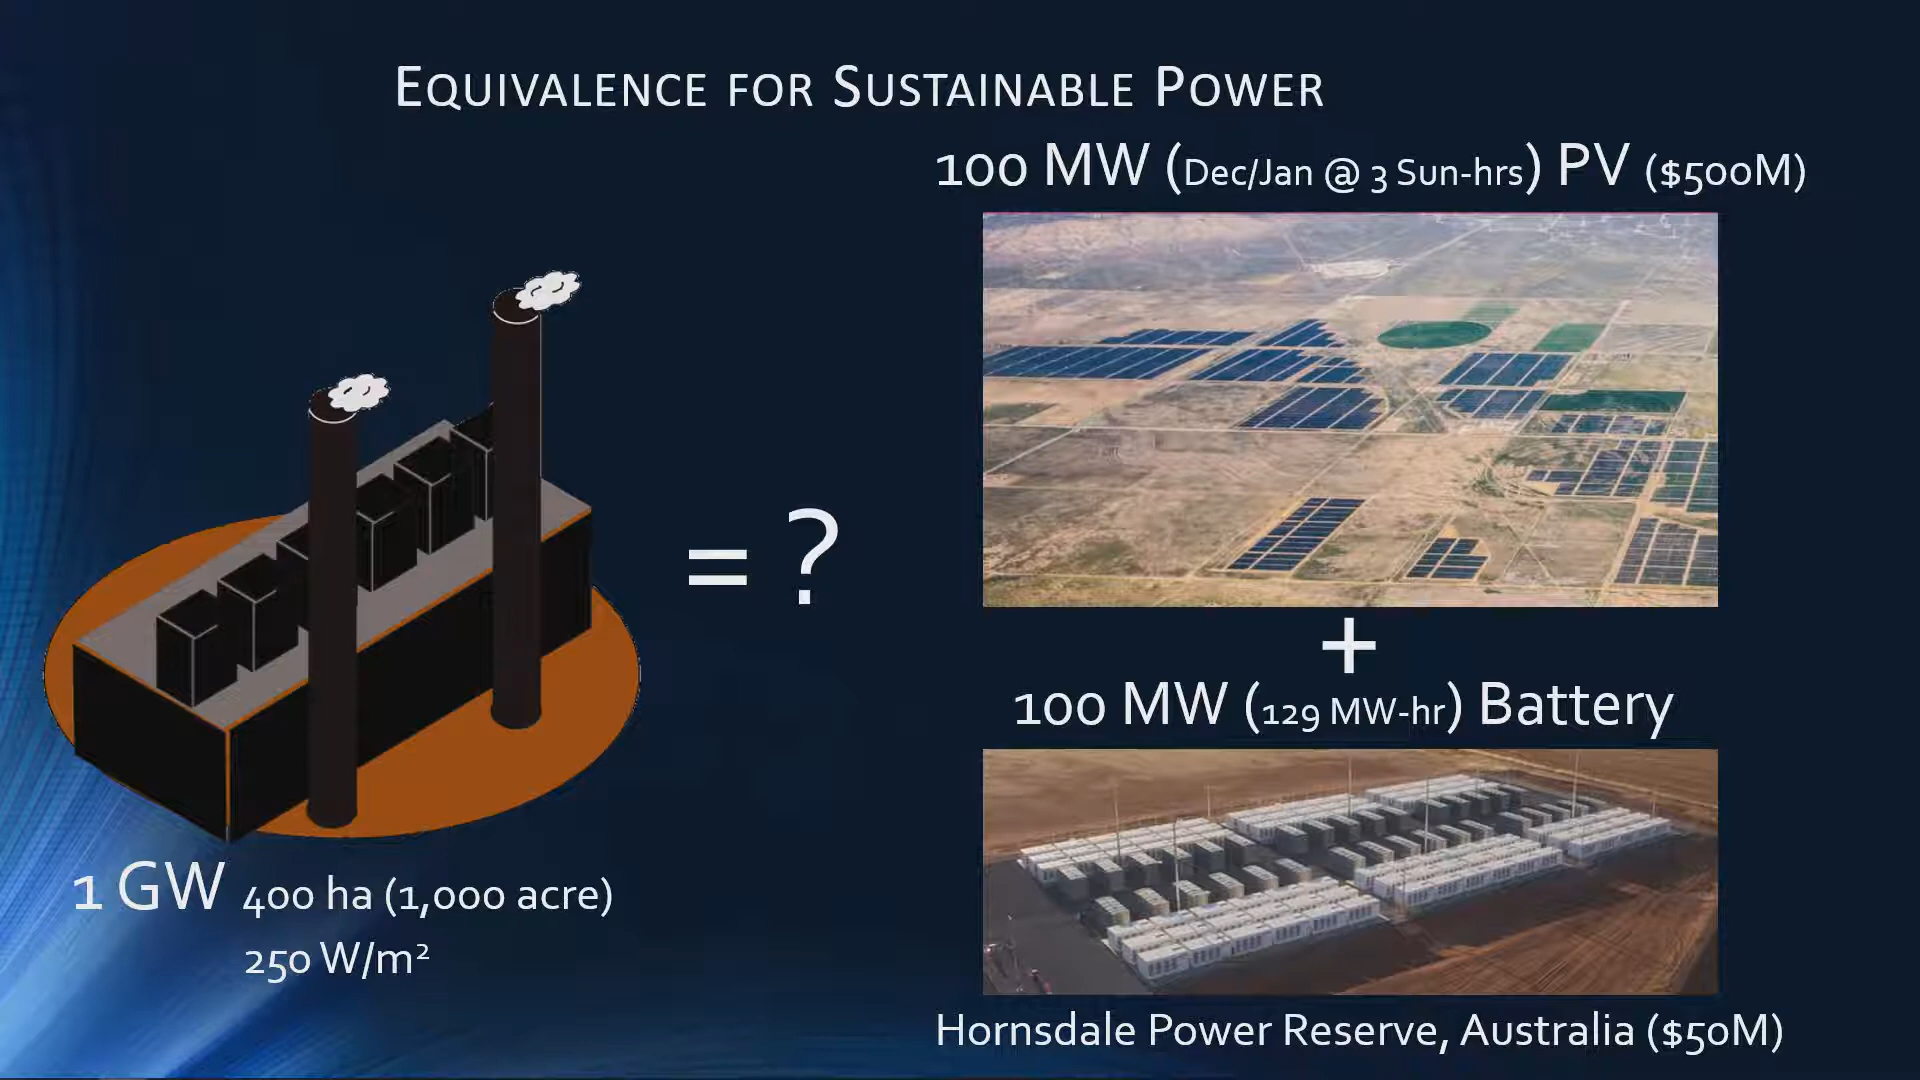 EQUIVALENCE FOR SUSTAINABLE POWER
100 MW (Dec/Jan @ 3 Sun-hrs) PV ($500M)
= ?
+
100 MW (129 MW-hr) Battery
1 GW 400 ha (1,000 acre)
250 W/m²
Hornsdale Power Reserve, Australia ($50M)